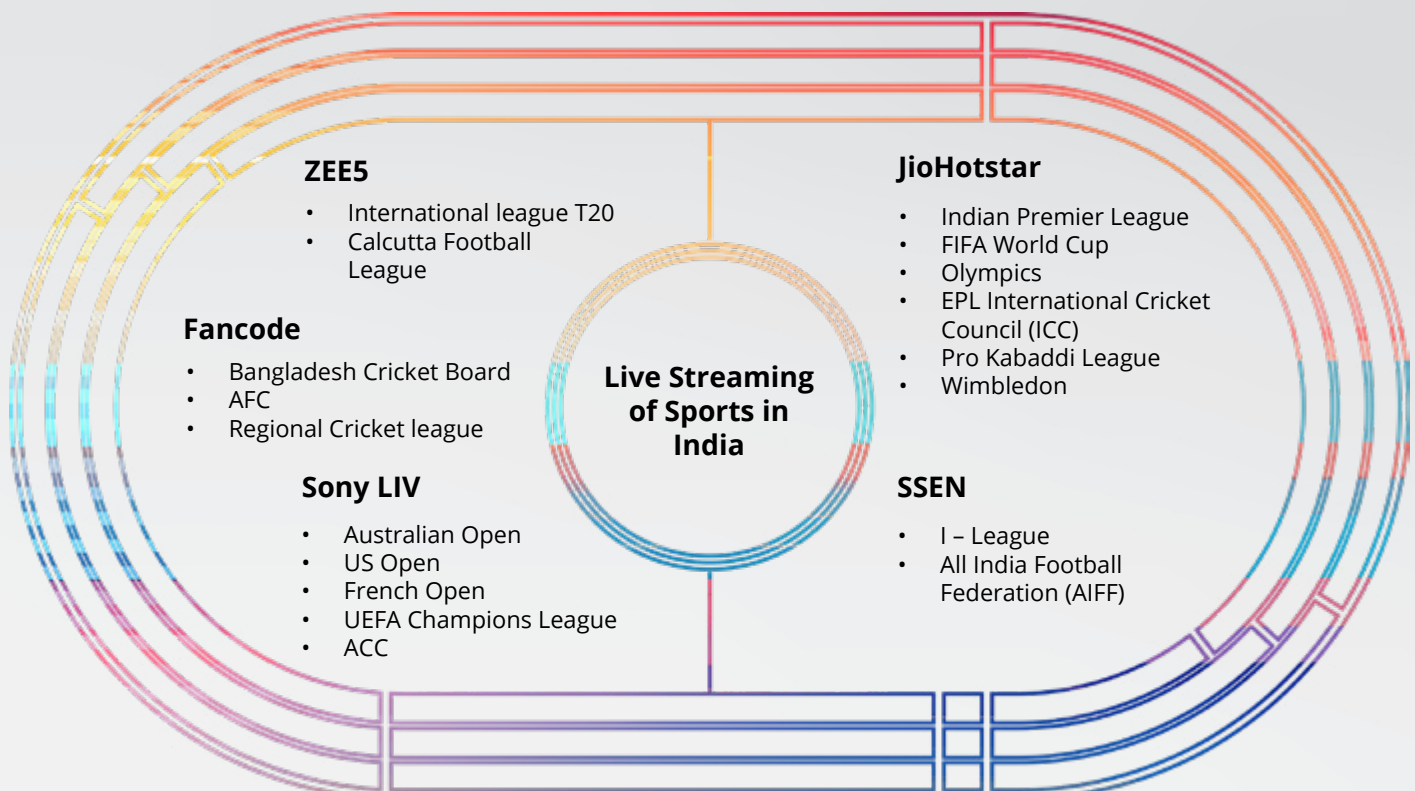 ZEE5
• International league T20
• Calcutta Football
League
Fancode
• Bangladesh Cricket Board
• AFC
• Regional Cricket league
Sony LIV
• Australian Open
• US Open
• French Open
• UEFA Champions League
• ACC
Live Streaming
of Sports in
India
JioHotstar
• Indian Premier League
• FIFA World Cup
• Olympics
• EPL International Cricket
Council (ICC)
• Pro Kabaddi League
• Wimbledon
SSEN
• I – League
• All India Football
Federation (AIFF)